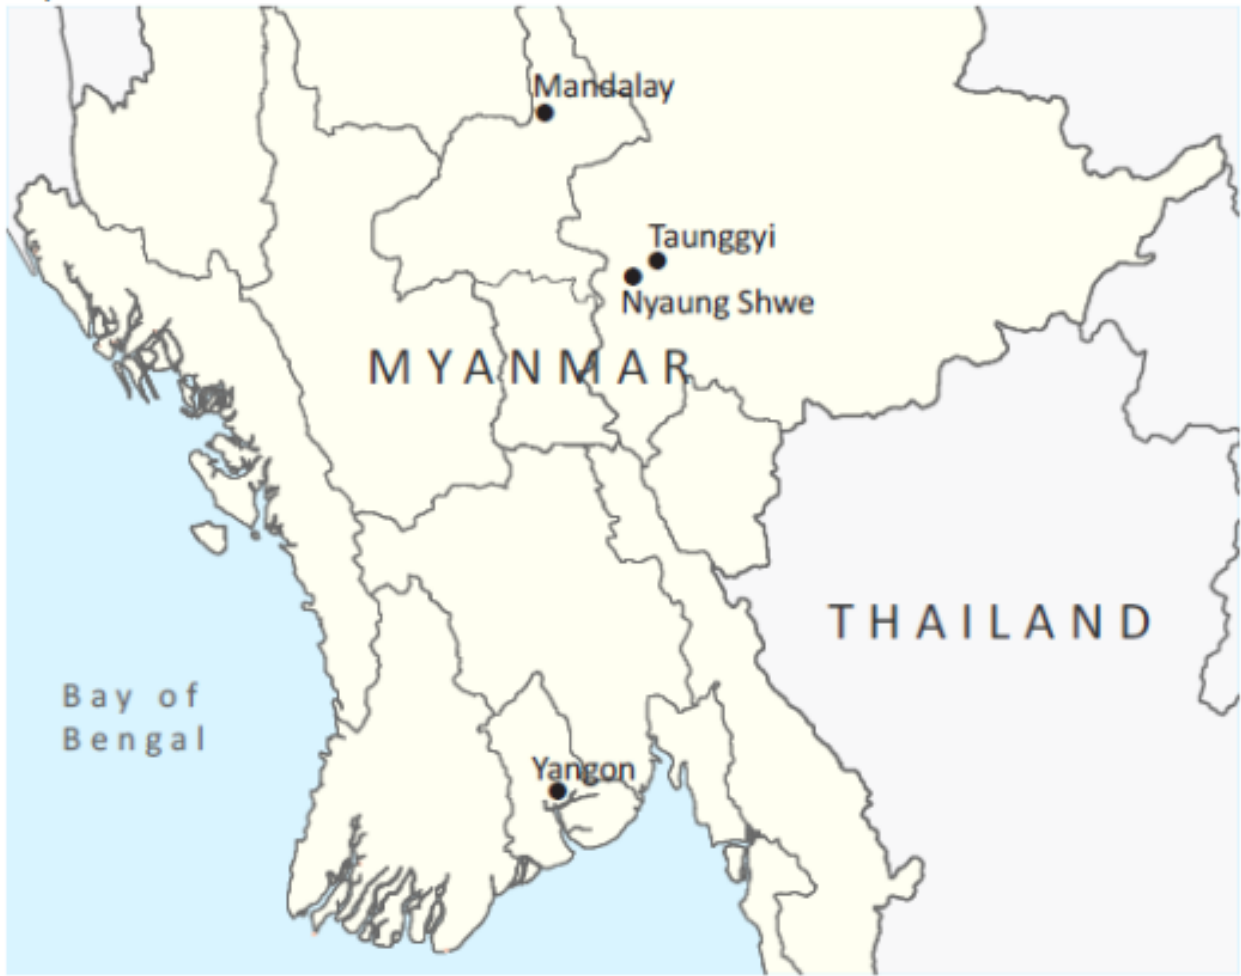 Mandalay
Taunggyi
Nyaung Shwe
MYANMAR
THAILAND
Bay of
Bengal
Yangon